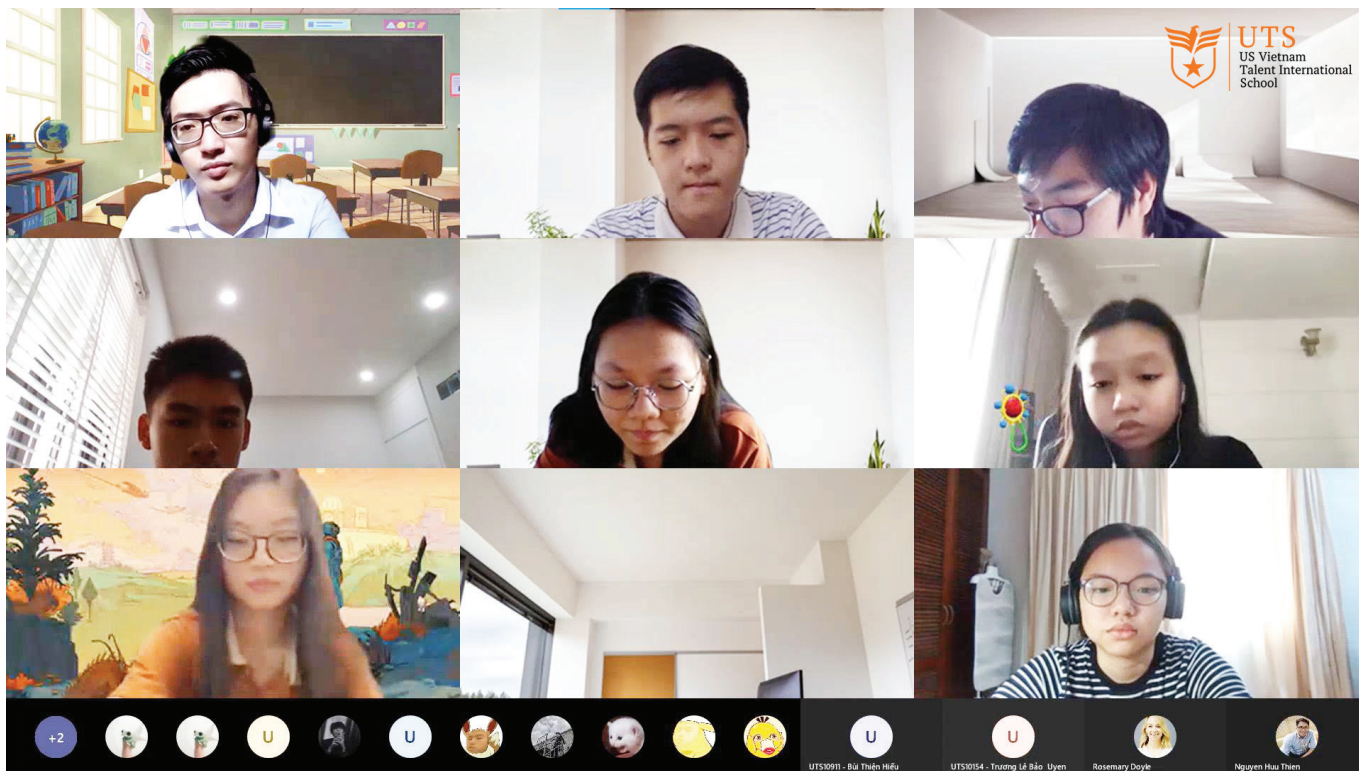 UTS
US Vietnam
Talent International
School
+2
U
U
U
UTS10911 - Bùi Thiện Hiếu
U
UTS10154 - Trương Lê Bảo Uyen
Rosemary Doyle
Nguyen Huu Thien